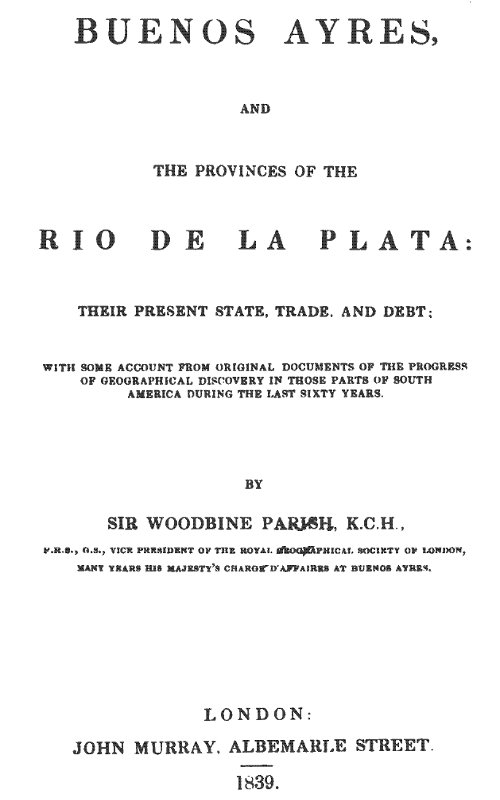 BUENOS AYRES,
AND
THE PROVINCES OF THE
RIO DE LA PLATA:
THEIR PRESENT STATE, TRADE, AND DEBT;
WITH SOME ACCOUNT FROM ORIGINAL DOCUMENTS OF THE PROGRESS
OF GEOGRAPHICAL DISCOVERY IN THOSE PARTS OF SOUTH
AMERICA DURING THE LAST SIXTY YEARS.
BY
SIR WOODBINE PARISH, K.C.H.,
F.R.S., G.S., VICE PRESIDENT OF THE ROYAL GEOGRAPHICAL SOCIETY OF LONDON,
MANY YEARS HIS MAJESTY'S CHARGE D'AFFAIRES AT BUENOS AYRES.
LONDON:
JOHN MURRAY, ALBEMARLE STREET.
1839.